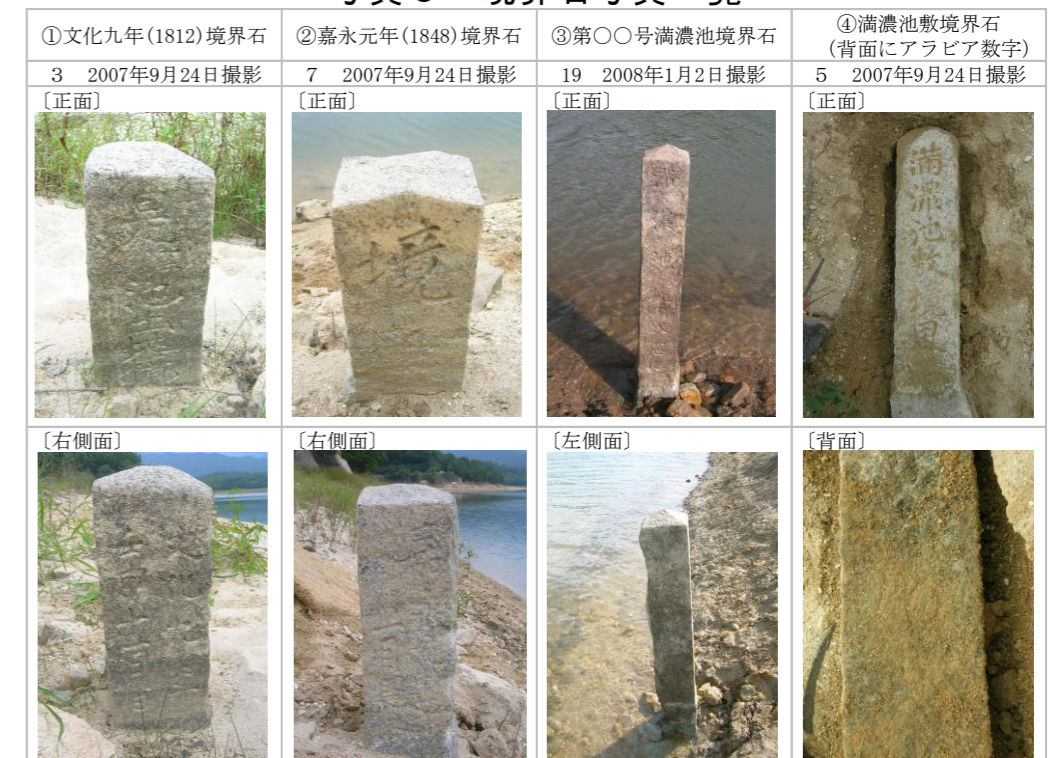 ①文化九年(1812)境界石
②嘉永元年(1848)境界石
③第〇〇号満濃池境界石
④満濃池敷境界石
(背面にアラビア数字)
3 2007年9月24日撮影
7 2007年9月24日撮影
19 2008年1月2日撮影
5 2007年9月24日撮影
〔正面〕
〔正面〕
〔正面〕
〔正面〕
境
満濃池敷境界
〔右側面〕
〔右側面〕
〔左側面〕
〔背面〕